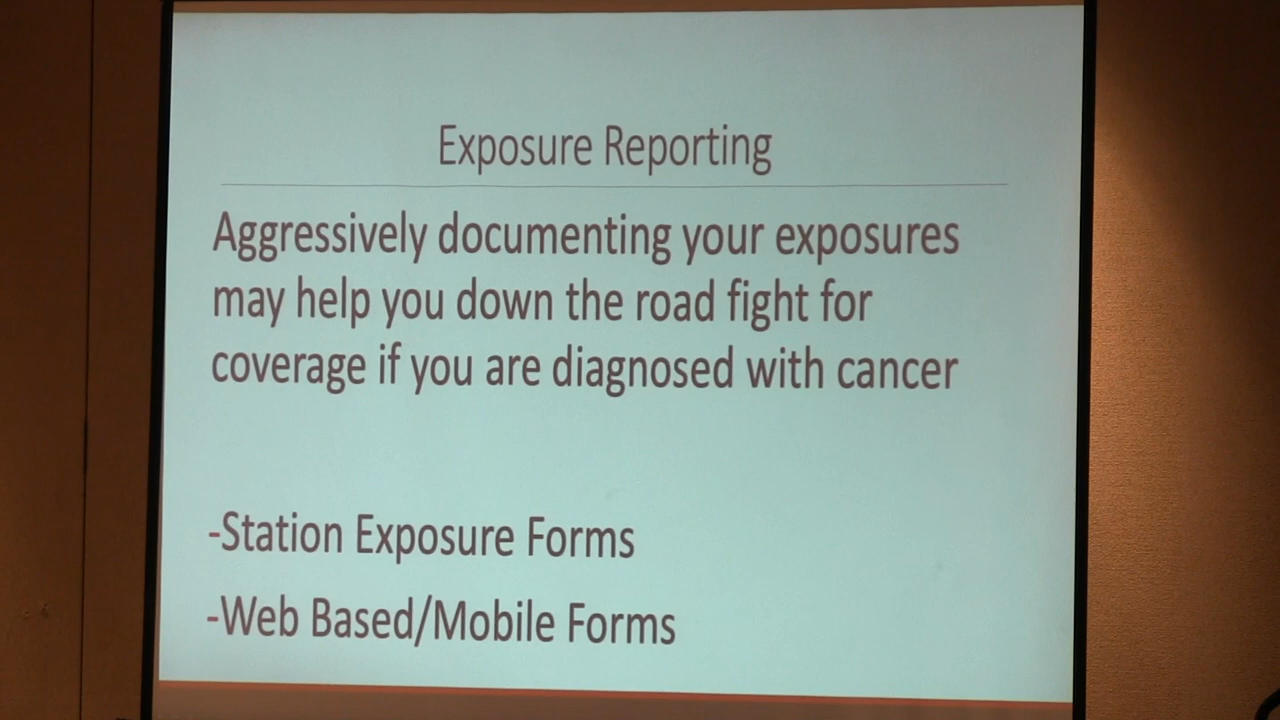 Exposure Reporting
Aggressively documenting your exposures
may help you down the road fight for
coverage if you are diagnosed with cancer
-Station Exposure Forms
-Web Based/Mobile Forms